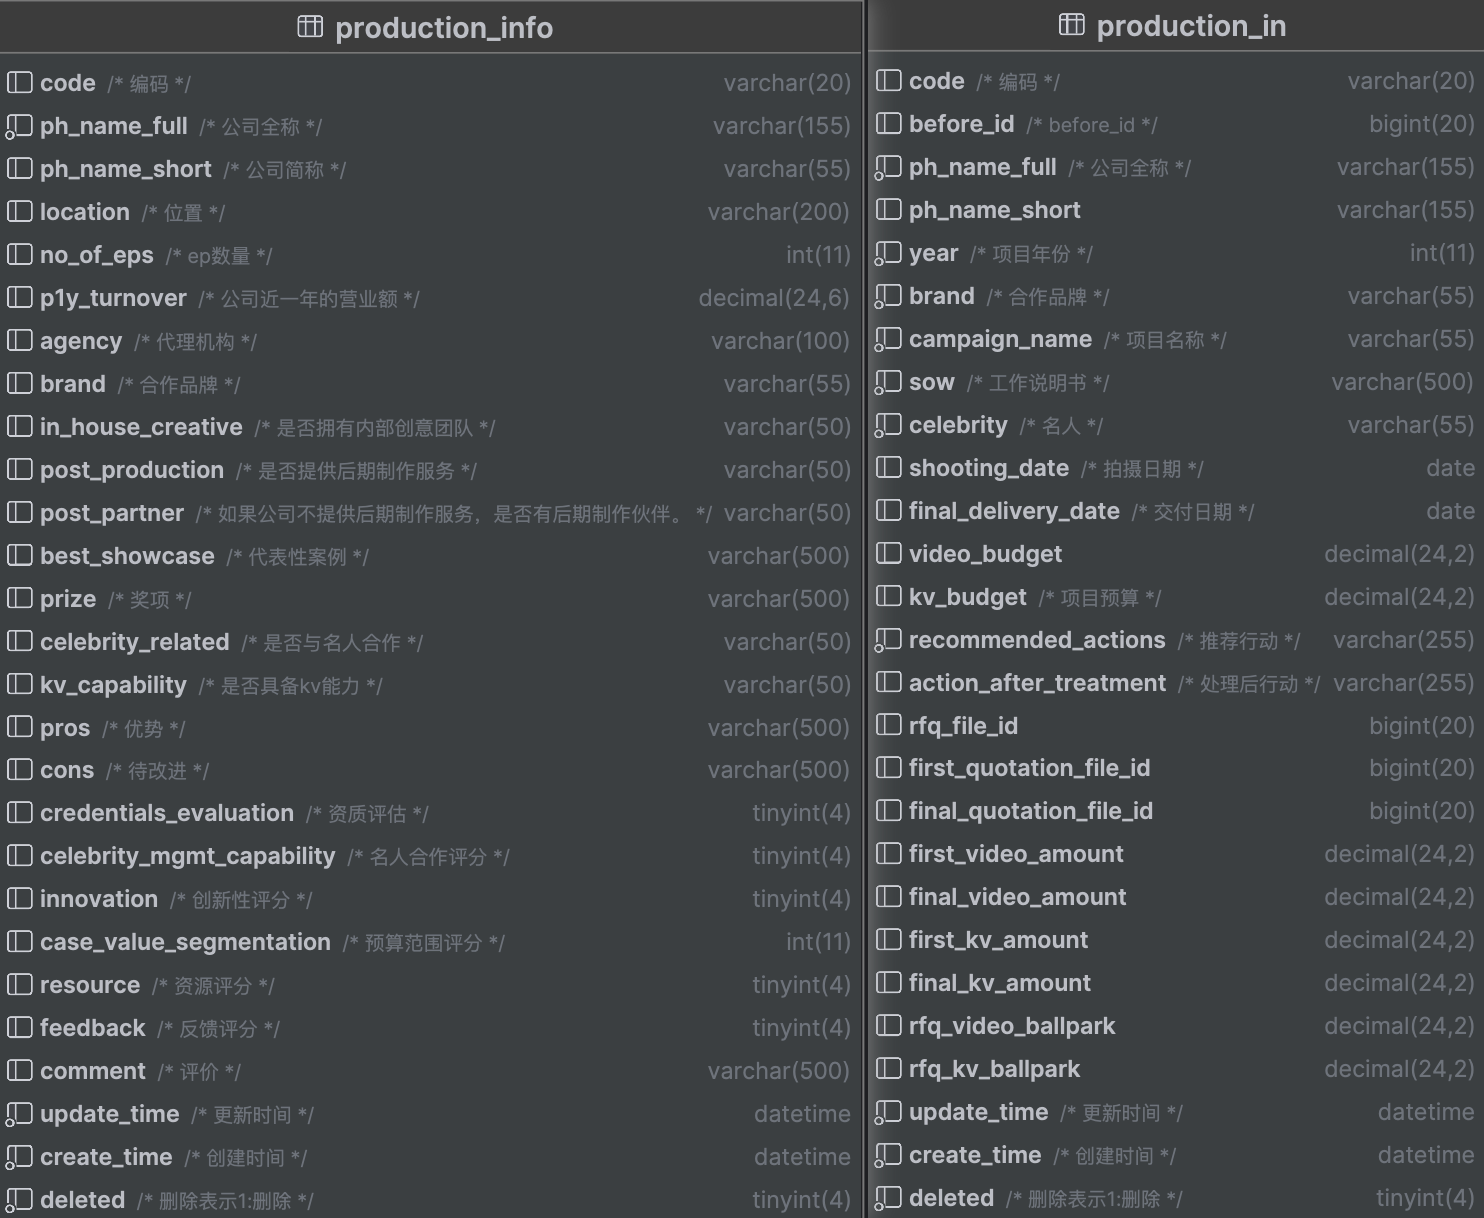 production_info
code /* 编码 */ varchar(20)
ph_name_full /* 公司全称 */ varchar(155)
ph_name_short /* 公司简称 */ varchar(55)
location /* 位置 */ varchar(200)
no_of_eps /* ep数量 */ int(11)
p1y_turnover /* 公司近一年的营业额 */ decimal(24,6)
agency /* 代理机构 */ varchar(100)
brand /* 合作品牌 */ varchar(55)
in_house_creative /* 是否拥有内部创意团队 */ varchar(50)
post_production /* 是否提供后期制作服务 */ varchar(50)
post_partner /* 如果公司不提供后期制作服务，是否有后期制作伙伴。 */ varchar(50)
best_showcase /* 代表性案例 */ varchar(500)
prize /* 奖项 */ varchar(500)
celebrity_related /* 是否与名人合作 */ varchar(50)
kv_capability /* 是否具备kv能力 */ varchar(50)
pros /* 优势 */ varchar(500)
cons /* 待改进 */ varchar(500)
credentials_evaluation /* 资质评估 */ tinyint(4)
celebrity_mgmt_capability /* 名人合作评分 */ tinyint(4)
innovation /* 创新性评分 */ tinyint(4)
case_value_segmentation /* 预算范围评分 */ int(11)
resource /* 资源评分 */ tinyint(4)
feedback /* 反馈评分 */ tinyint(4)
comment /* 评价 */ varchar(500)
update_time /* 更新时间 */ datetime
create_time /* 创建时间 */ datetime
deleted /* 删除表示1:删除 */ tinyint(4)
production_in
code /* 编码 */ varchar(20)
before_id /* before_id */ bigint(20)
ph_name_full /* 公司全称 */ varchar(155)
ph_name_short varchar(155)
year /* 项目年份 */ int(11)
brand /* 合作品牌 */ varchar(55)
campaign_name /* 项目名称 */ varchar(55)
sow /* 工作说明书 */ varchar(500)
celebrity /* 名人 */ varchar(55)
shooting_date /* 拍摄日期 */ date
final_delivery_date /* 交付日期 */ date
video_budget decimal(24,2)
kv_budget /* 项目预算 */ decimal(24,2)
recommended_actions /* 推荐行动 */ varchar(255)
action_after_treatment /* 处理后行动 */ varchar(255)
rfq_file_id bigint(20)
first_quotation_file_id bigint(20)
final_quotation_file_id bigint(20)
first_video_amount decimal(24,2)
final_video_amount decimal(24,2)
first_kv_amount decimal(24,2)
final_kv_amount decimal(24,2)
rfq_video_ballpark decimal(24,2)
rfq_kv_ballpark decimal(24,2)
update_time /* 更新时间 */ datetime
create_time /* 创建时间 */ datetime
deleted /* 删除表示1:删除 */ tinyint(4)